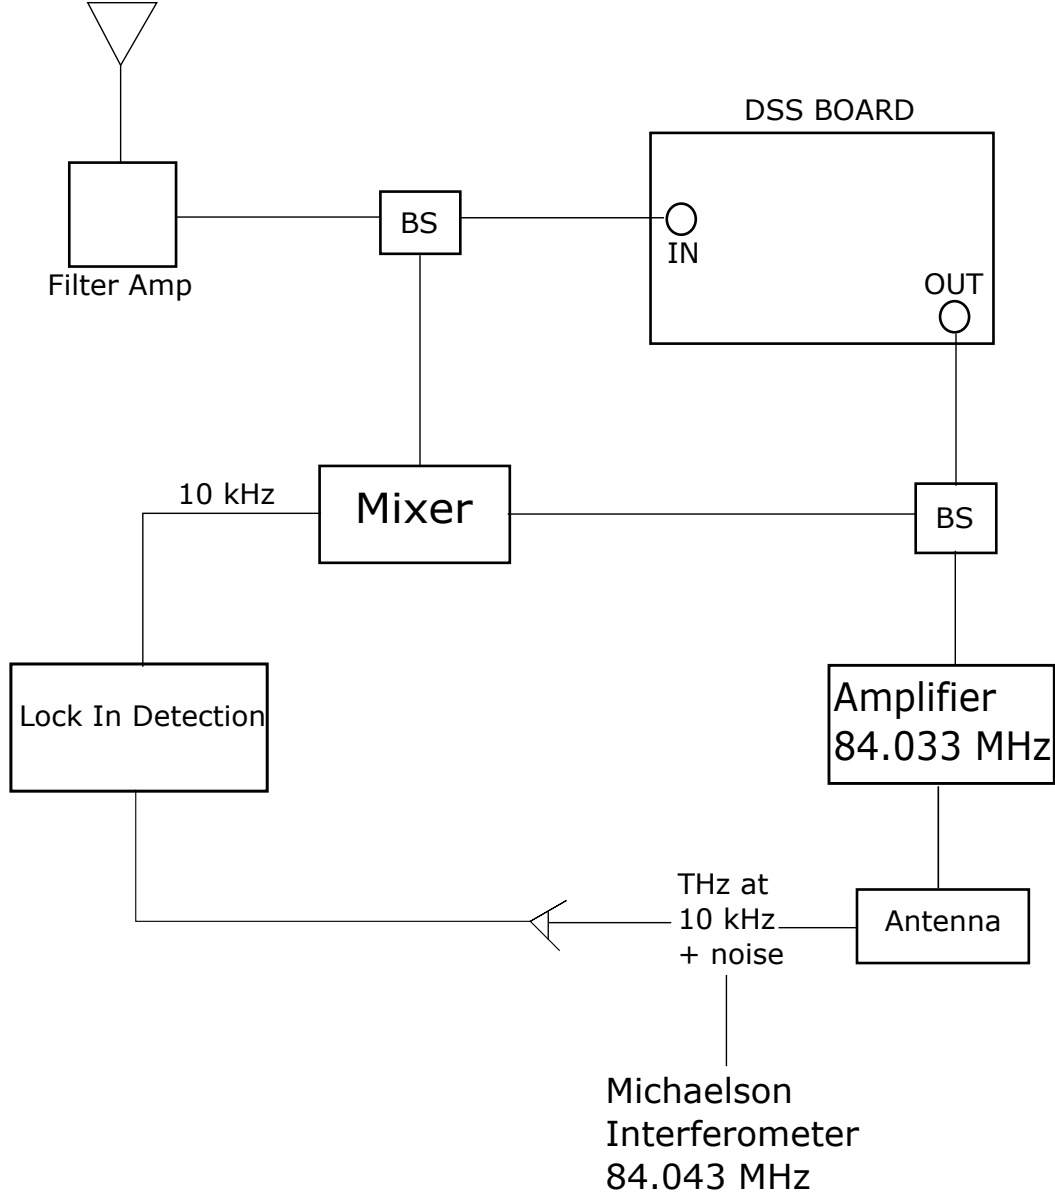 DSS BOARD
BS
IN
Filter Amp
OUT
10 kHz
Mixer
BS
Lock In Detection
Amplifier
84.033 MHz
THz at
10 kHz
+ noise
Antenna
Michaelson
Interferometer
84.043 MHz